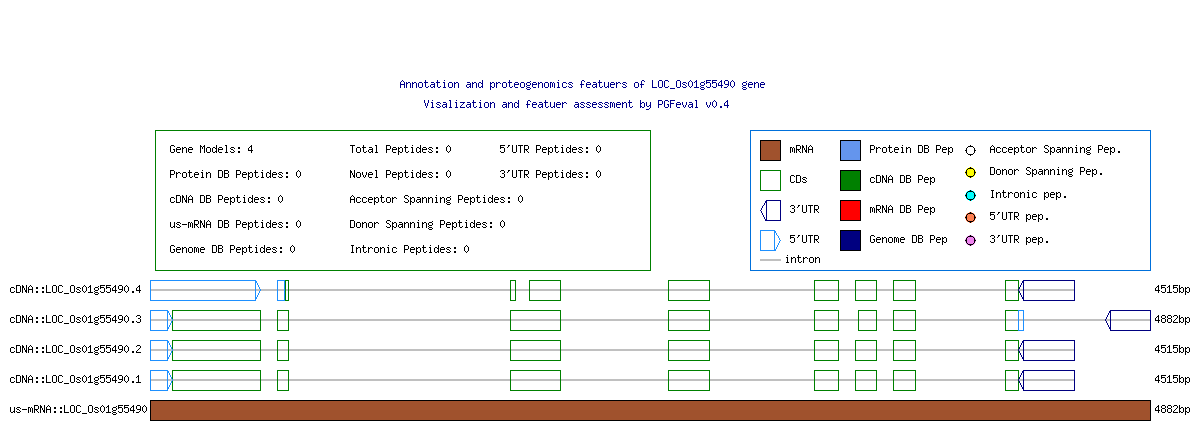 Annotation and proteogenomics featuers of LOC_Os01g55490 gene
Visalization and featuer assessment by PGFeval v0.4
Gene Models: 4 Total Peptides: 0 5'UTR Peptides: 0
Protein DB Peptides: 0 Novel Peptides: 0 3'UTR Peptides: 0
cDNA DB Peptides: 0 Acceptor Spanning Peptides: 0
us-mRNA DB Peptides: 0 Donor Spanning Peptides: 0
Genome DB Peptides: 0 Intronic Peptides: 0
mRNA Protein DB Pep Acceptor Spanning Pep.
Donor Spanning Pep.
CDs cDNA DB Pep
Intronic pep.
3'UTR mRNA DB Pep
5'UTR pep.
5'UTR Genome DB Pep 3'UTR pep.
intron
cDNA::LOC_Os01g55490.4 4515bp
cDNA::LOC_Os01g55490.3 4882bp
cDNA::LOC_Os01g55490.2 4515bp
cDNA::LOC_Os01g55490.1 4515bp
us-mRNA::LOC_Os01g55490 4882bp